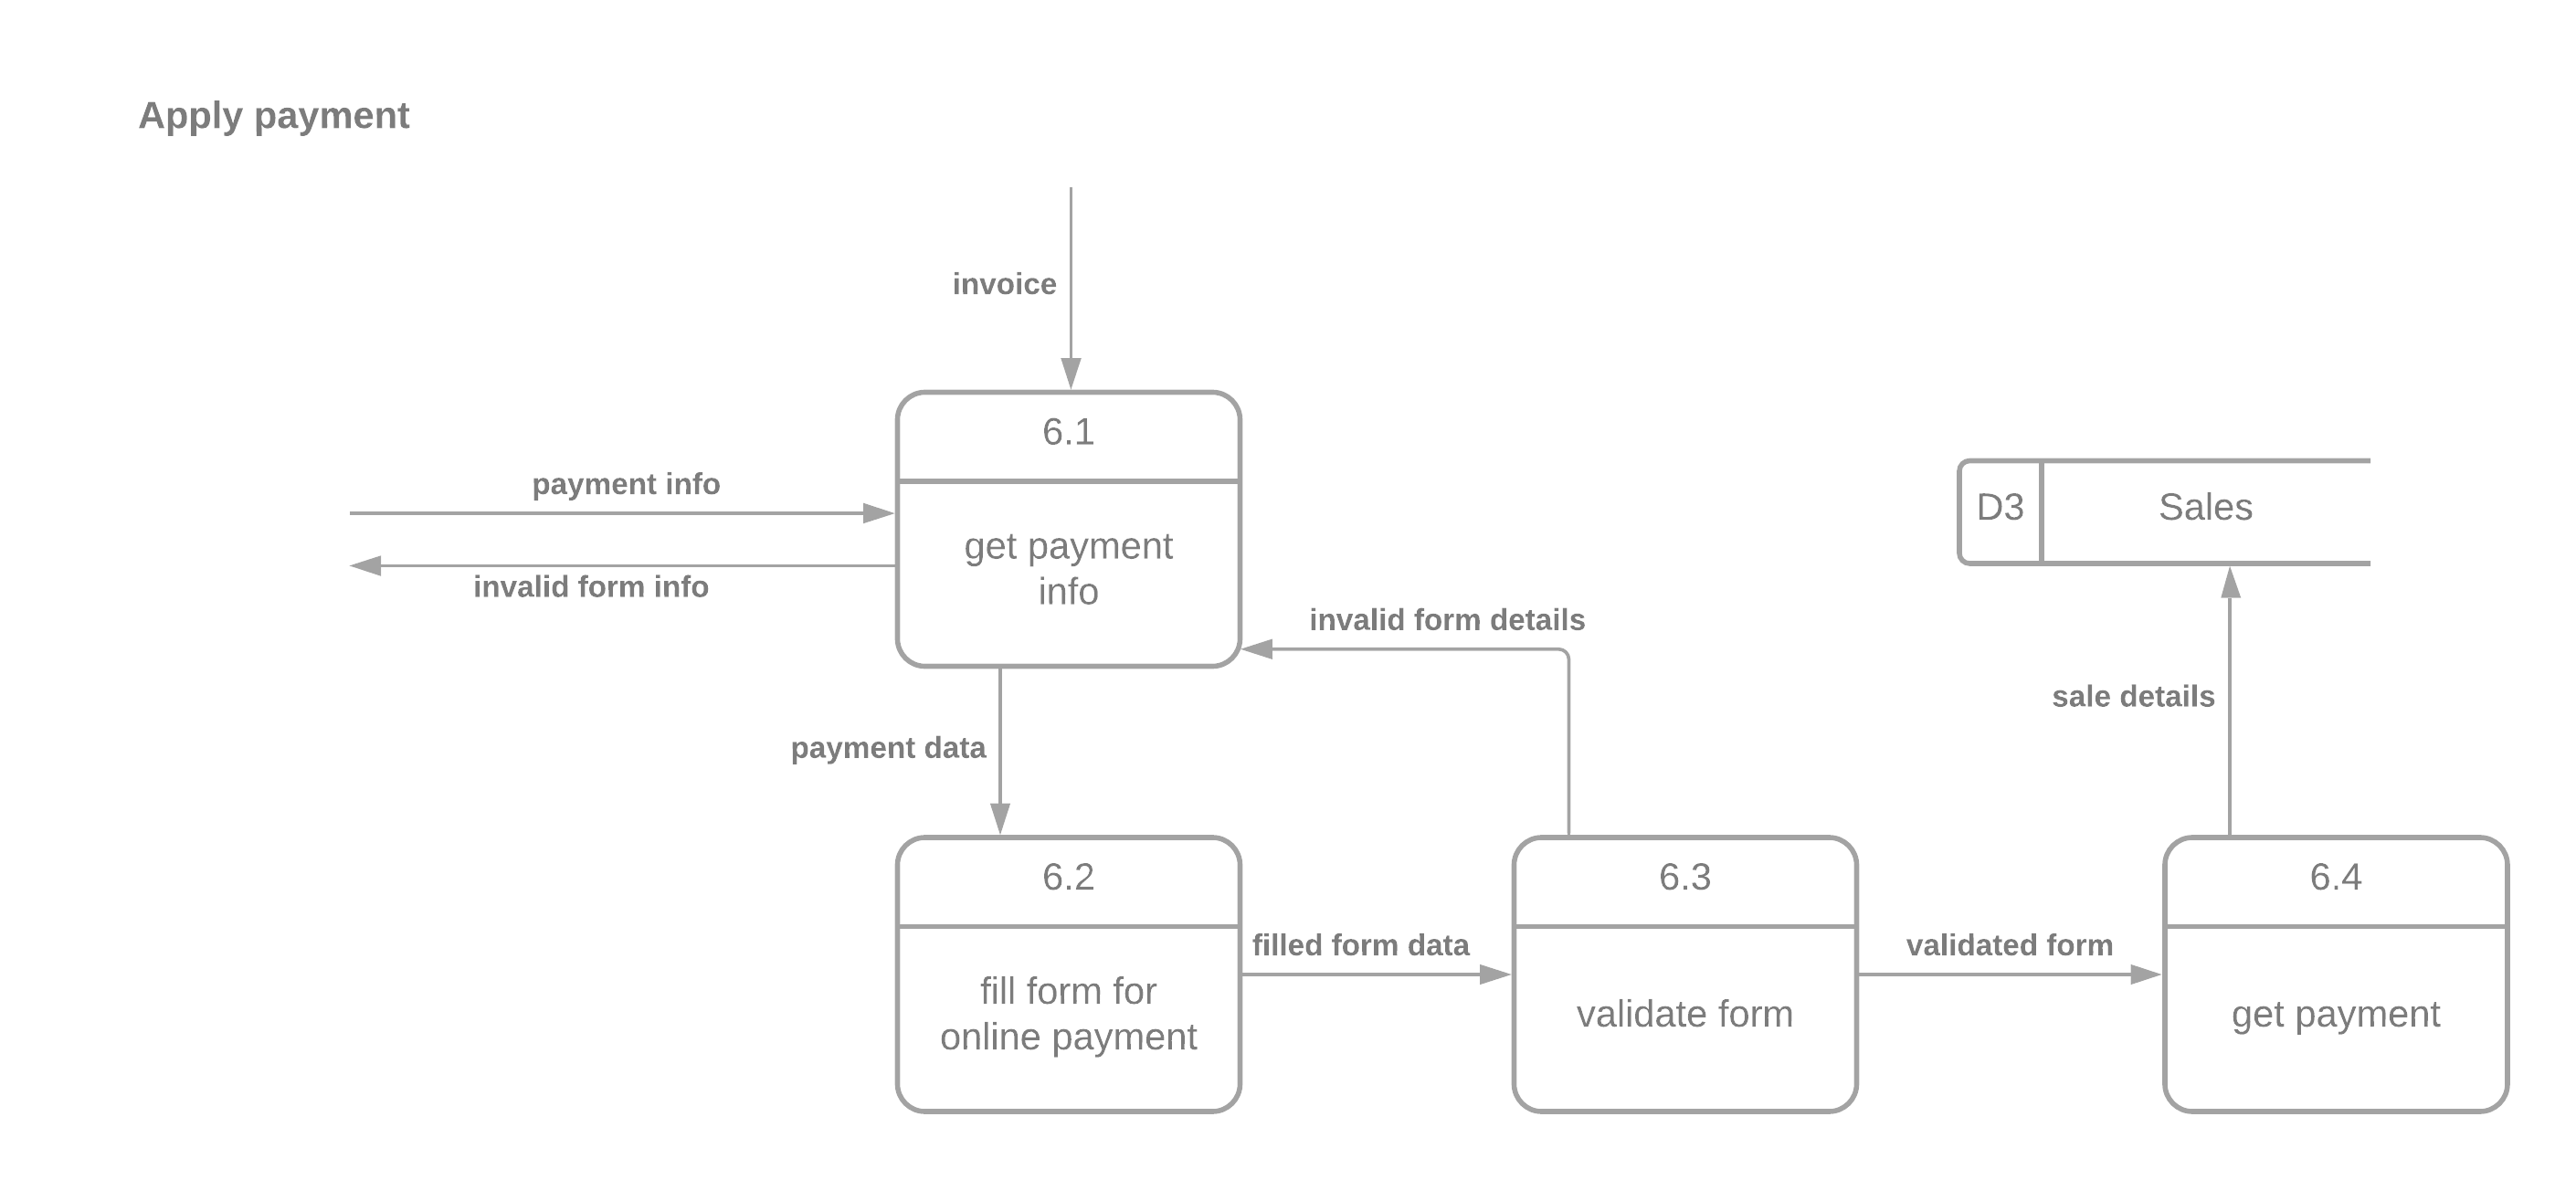 Apply payment
invoice
6.1
payment info
get payment
info
invalid form info
D3
Sales
invalid form details
sale details
payment data
6.2
fill form for
online payment
filled form data
6.3
validate form
validated form
6.4
get payment